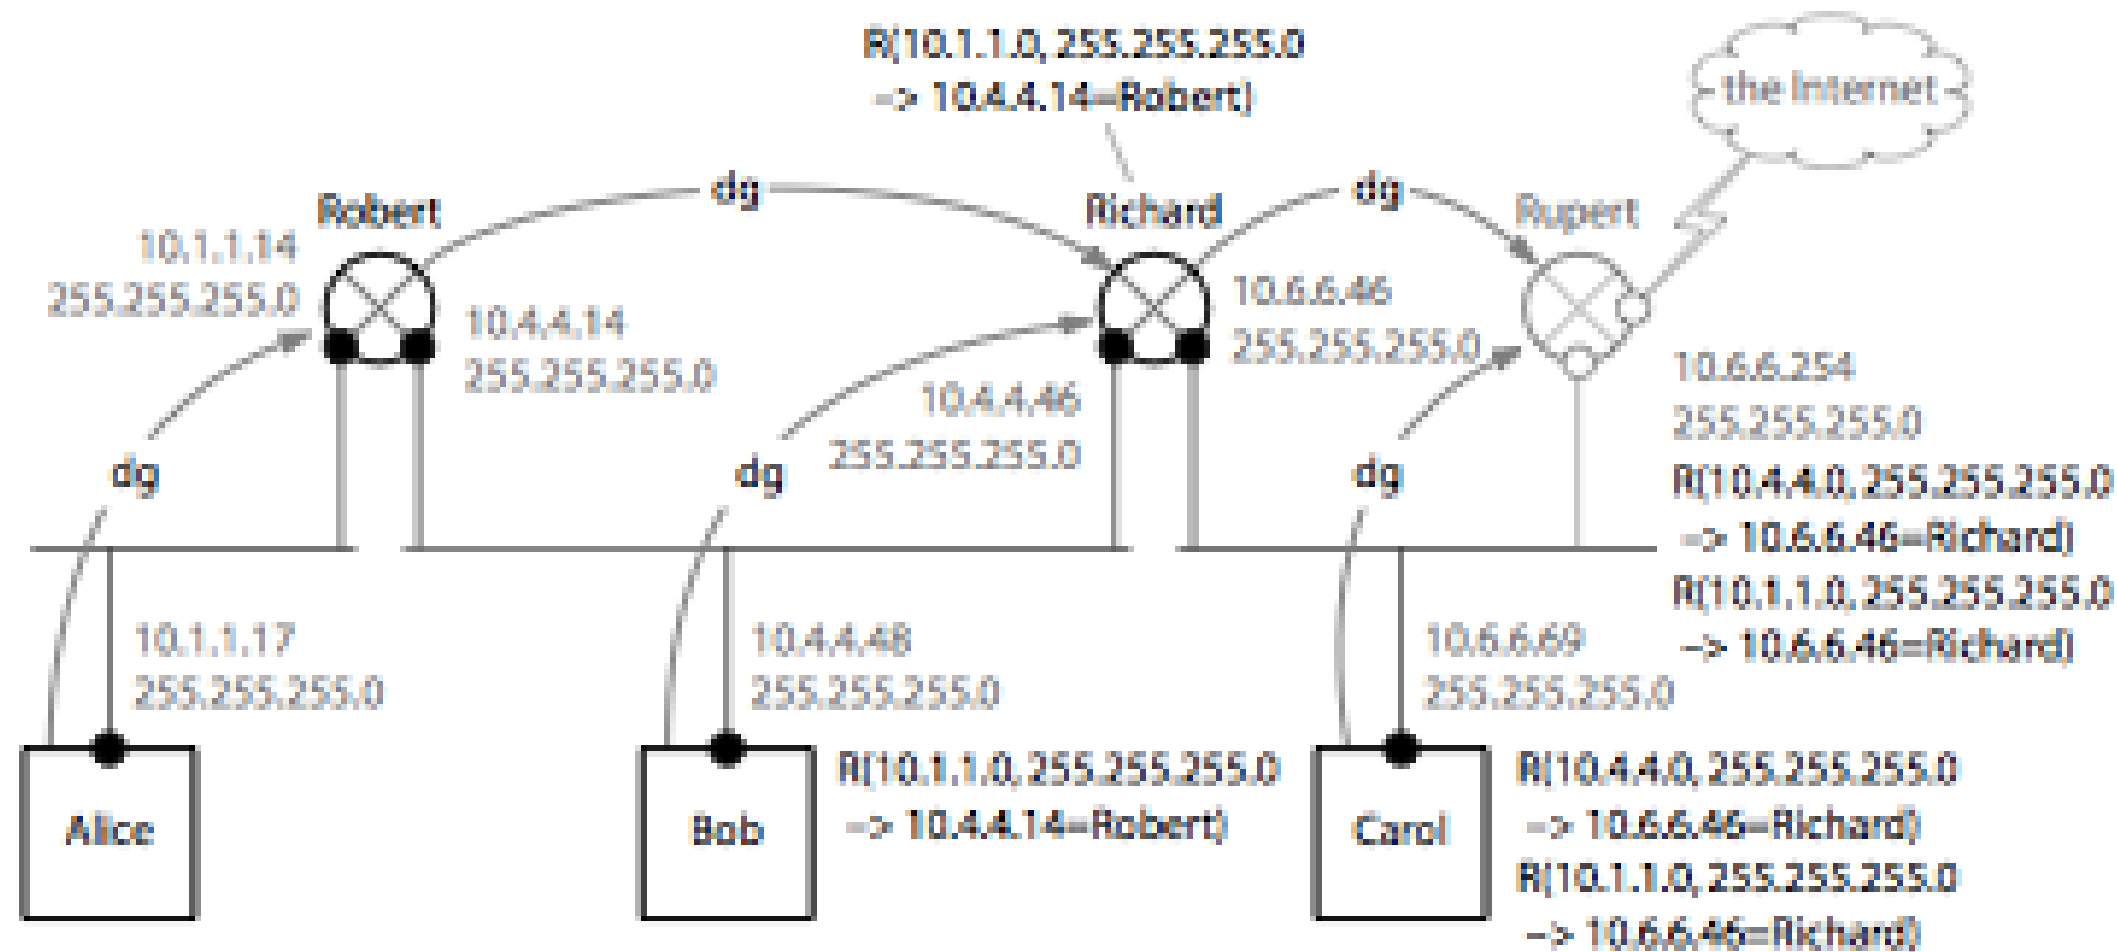 R(10.1.1.0, 255.255.255.0
–> 10.4.4.14=Robert)
the Internet
dg
dg
Robert
Richard
Rupert
10.1.1.14
255.255.255.0
10.4.4.14
255.255.255.0
10.6.6.46
255.255.255.0
10.4.4.46
255.255.255.0
10.6.6.254
255.255.255.0
R(10.4.4.0, 255.255.255.0
–> 10.6.6.46=Richard)
R(10.1.1.0, 255.255.255.0
–> 10.6.6.46=Richard)
dg
dg
dg
10.1.1.17
255.255.255.0
10.4.4.48
255.255.255.0
10.6.6.69
255.255.255.0
Alice
Bob
R(10.1.1.0, 255.255.255.0
–> 10.4.4.14=Robert)
Carol
R(10.4.4.0, 255.255.255.0
–> 10.6.6.46=Richard)
R(10.1.1.0, 255.255.255.0
–> 10.6.6.46=Richard)